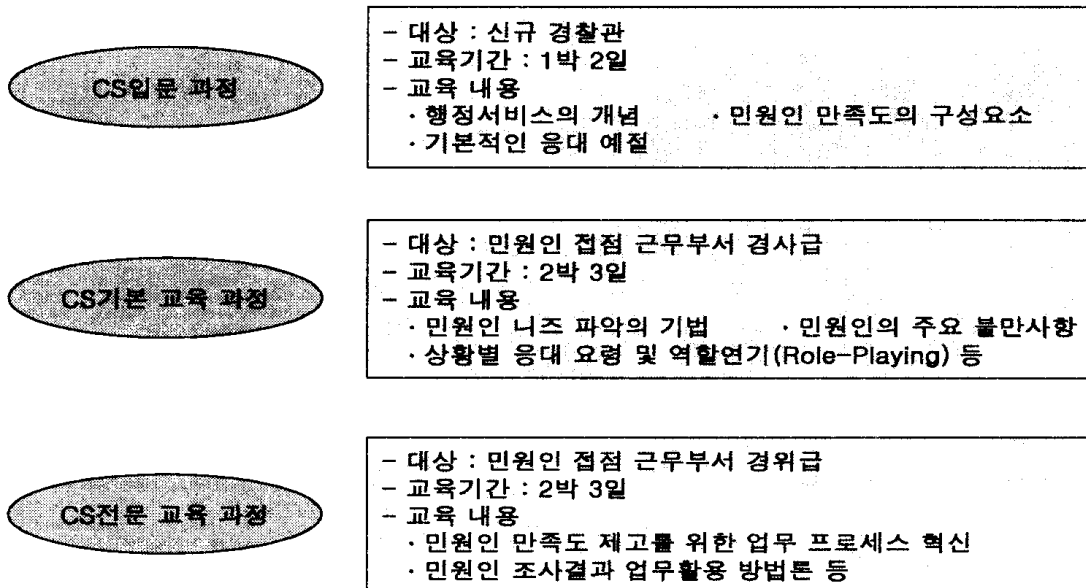 CS입문 과정
- 대상 : 신규 경찰관
- 교육기간 : 1박 2일
- 교육 내용
· 행정서비스의 개념 · 민원인 만족도의 구성요소
· 기본적인 응대 예절
CS기본 교육 과정
- 대상 : 민원인 접점 근무부서 경사급
- 교육기간 : 2박 3일
- 교육 내용
· 민원인 니즈 파악의 기법 · 민원인의 주요 불만사항
· 상황별 응대 요령 및 역할연기(Role-Playing) 등
CS전문 교육 과정
- 대상 : 민원인 접점 근무부서 경위급
- 교육기간 : 2박 3일
- 교육 내용
· 민원인 만족도 제고를 위한 업무 프로세스 혁신
· 민원인 조사결과 업무활용 방법론 등